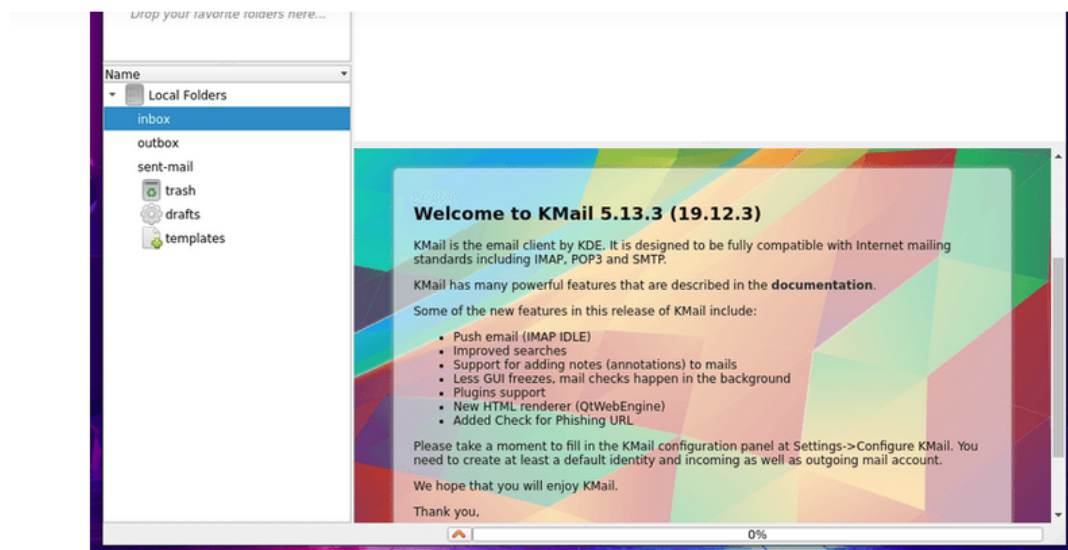 Drop your favorite folders here...
Name
Local Folders
inbox
outbox
sent-mail
trash
drafts
templates
Welcome to KMail 5.13.3 (19.12.3)
KMail is the email client by KDE. It is designed to be fully compatible with Internet mailing
standards including IMAP, POP3 and SMTP.
KMail has many powerful features that are described in the documentation.
Some of the new features in this release of KMail include:
• Push email (IMAP IDLE)
• Improved searches
• Support for adding notes (annotations) to mails
• Less GUI freezes, mail checks happen in the background
• Plugins support
• New HTML renderer (QtWebEngine)
• Added Check for Phishing URL
Please take a moment to fill in the KMail configuration panel at Settings->Configure KMail. You
need to create at least a default identity and incoming as well as outgoing mail account.
We hope that you will enjoy KMail.
Thank you,
0%